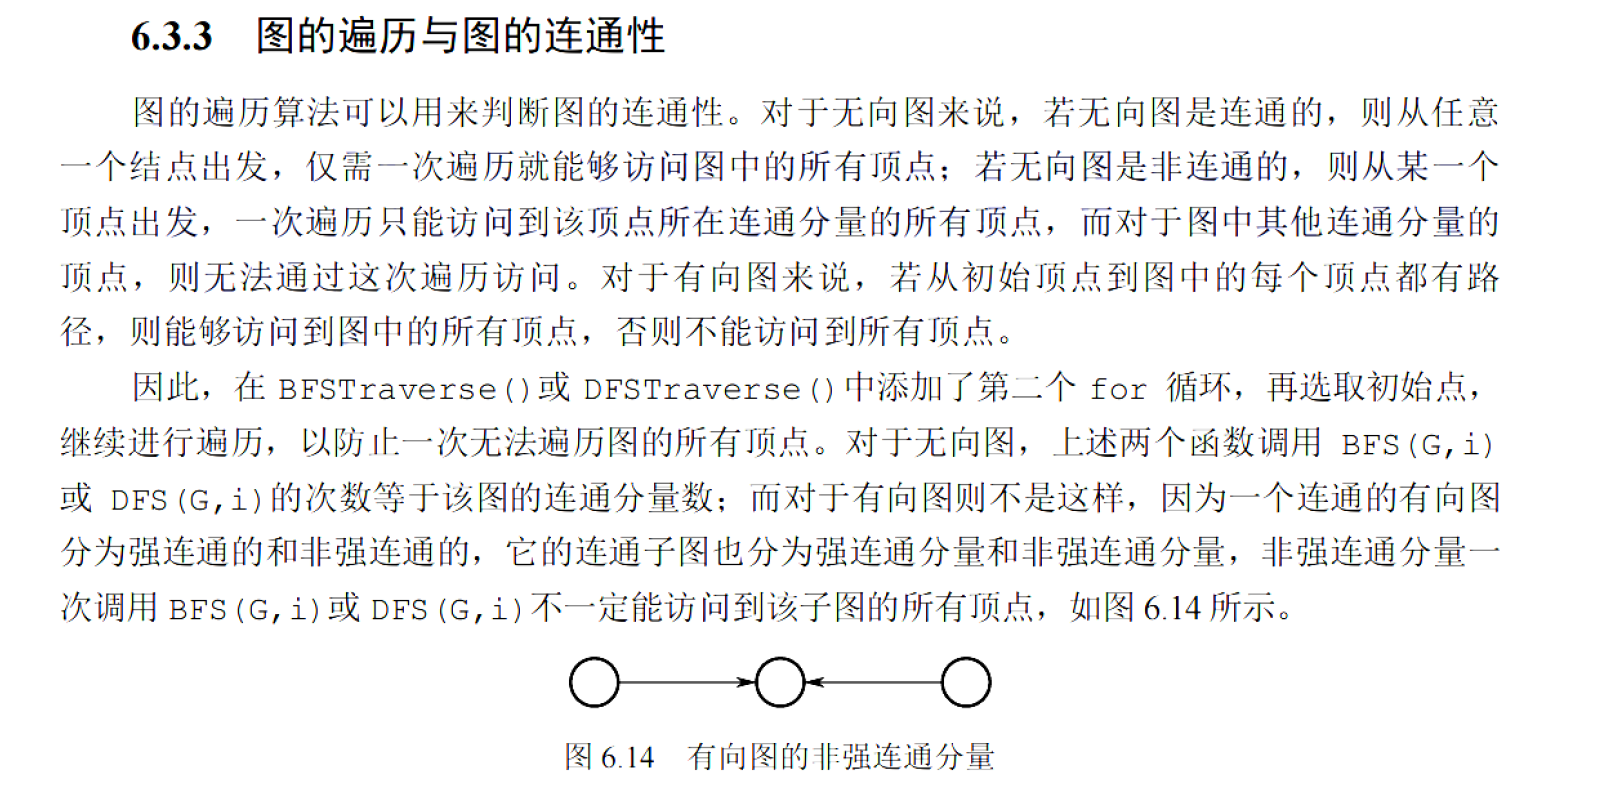 6.3.3 图的遍历与图的连通性
图的遍历算法可以用来判断图的连通性。对于无向图来说，若无向图是连通的，则从任意
一个结点出发，仅需一次遍历就能够访问图中的所有顶点；若无向图是非连通的，则从某一个
顶点出发，一次遍历只能访问到该顶点所在连通分量的所有顶点，而对于图中其他连通分量的
顶点，则无法通过这次遍历访问。对于有向图来说，若从初始顶点到图中的每个顶点都有路
径，则能够访问到图中的所有顶点，否则不能访问到所有顶点。
因此，在 BFSTraverse()或 DFSTraverse()中添加了第二个 for 循环，再选取初始点，
继续进行遍历，以防止一次无法遍历图的所有顶点。对于无向图，上述两个函数调用 BFS(G,i)
或 DFS(G,i)的次数等于该图的连通分量数；而对于有向图则不是这样，因为一个连通的有向图
分为强连通的和非强连通的，它的连通子图也分为强连通分量和非强连通分量，非强连通分量一
次调用 BFS(G,i)或 DFS(G,i)不一定能访问到该子图的所有顶点，如图 6.14 所示。
图 6.14 有向图的非强连通分量